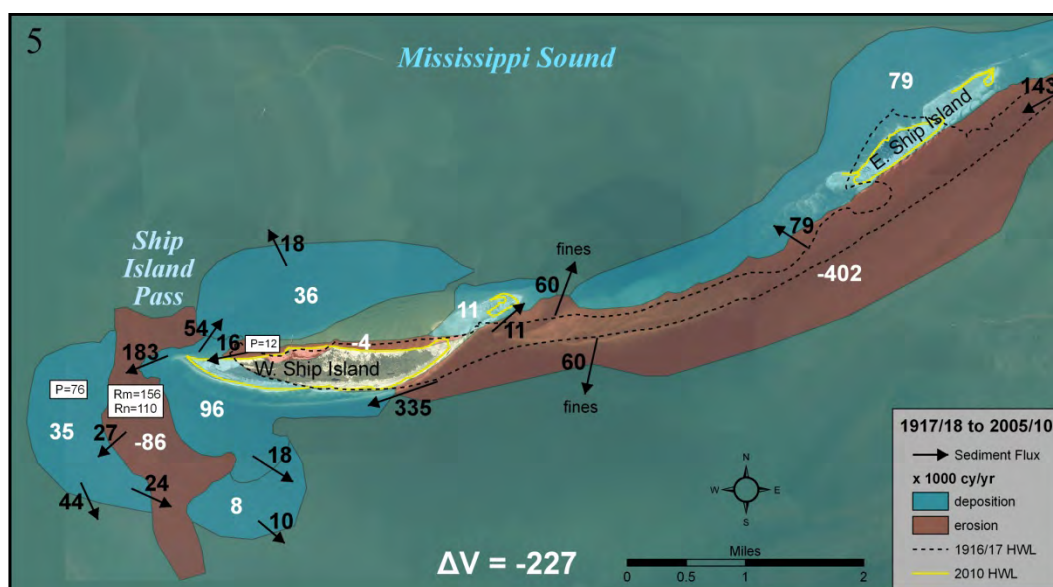 5
Mississippi Sound
79
143
E. Ship Island
79
-402
fines
60
18
36
Ship
Island
Pass
11
11
54
16
P=12
-4
183
W. Ship Island
60
fines
335
P=76
Rm=156
Rn=110
96
35
27
-86
18
24
44
8
10
ΔV = -227
N
W
E
S
Miles
0 0.5 1 2
1917/18 to 2005/10
Sediment Flux
x 1000 cy/yr
deposition
erosion
1916/17 HWL
2010 HWL